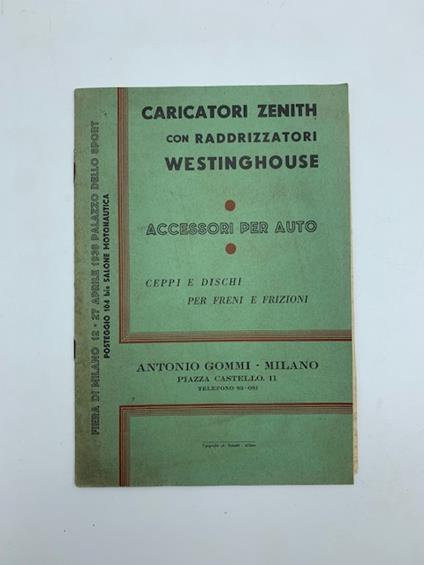 CARICATORI ZENITH
CON RADDRIZZATORI
WESTINGHOUSE
ACCESSORI PER AUTO
CEPPI E DISCHI
PER FRENI E FRIZIONI
ANTONIO GOMMI - MILANO
PIAZZA CASTELLO, 11
TELEFONO
FIERA DI MILANO 12 - 27 APRILE 1938 PALAZZO DELLO SPORT
POSTEGGIO 104 bis SALONE MOTONAUTICA